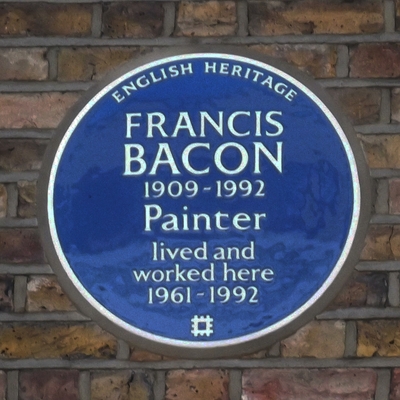 ENGLISH HERITAGE
FRANCIS
BACON
1909-1992
Painter
lived and
worked here
1961-1992